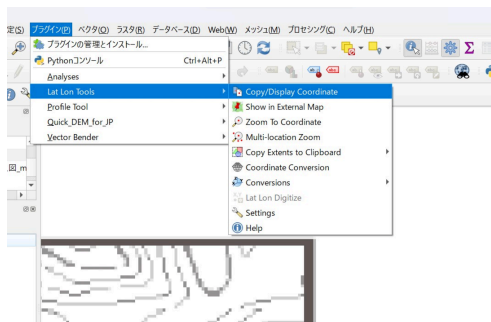 定(S) プラグイン(P) ベクタ(O) ラスタ(R) データベース(D) Web(W) メッシュ(M) プロセシング(C) ヘルプ(H)
プラグインの管理とインストール...
Pythonコンソール Ctrl+Alt+P
Analyses
Lat Lon Tools
Profile Tool
Quick_DEM_for_JP
Vector Bender
Copy/Display Coordinate
Show in External Map
Zoom To Coordinate
Multi-location Zoom
Copy Extents to Clipboard
Coordinate Conversion
Conversions
Lat Lon Digitize
Settings
Help
図_m